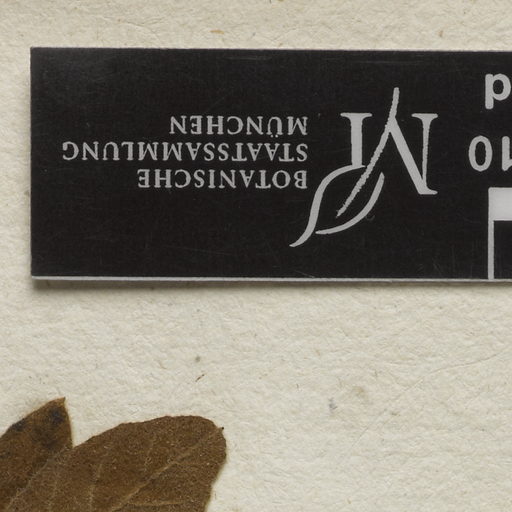 BOTANISCHE
STAATSSAMMLUNG
MÜNCHEN
M